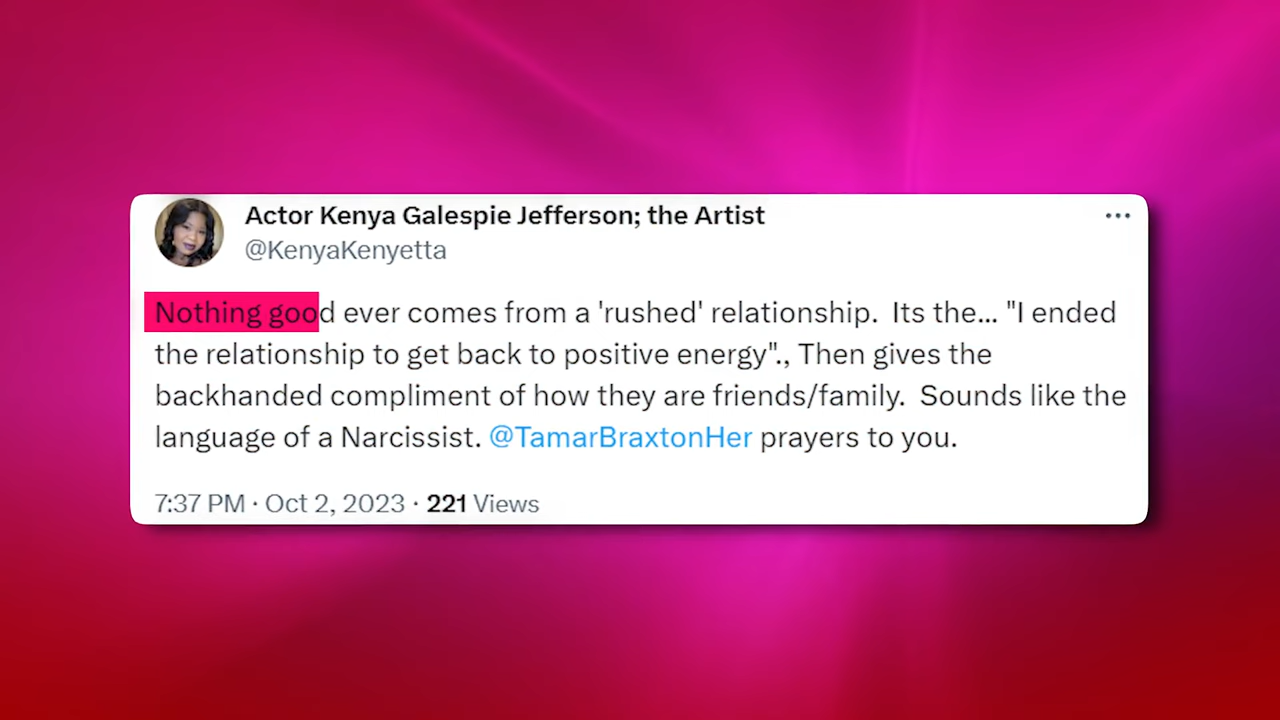 Actor Kenya Galespie Jefferson; the Artist
@KenyaKenyetta
Nothing good ever comes from a 'rushed' relationship.  Its the... "I ended
the relationship to get back to positive energy"., Then gives the
backhanded compliment of how they are friends/family.  Sounds like the
language of a Narcissist. @TamarBraxtonHer prayers to you.
7:37 PM · Oct 2, 2023 · 221 Views